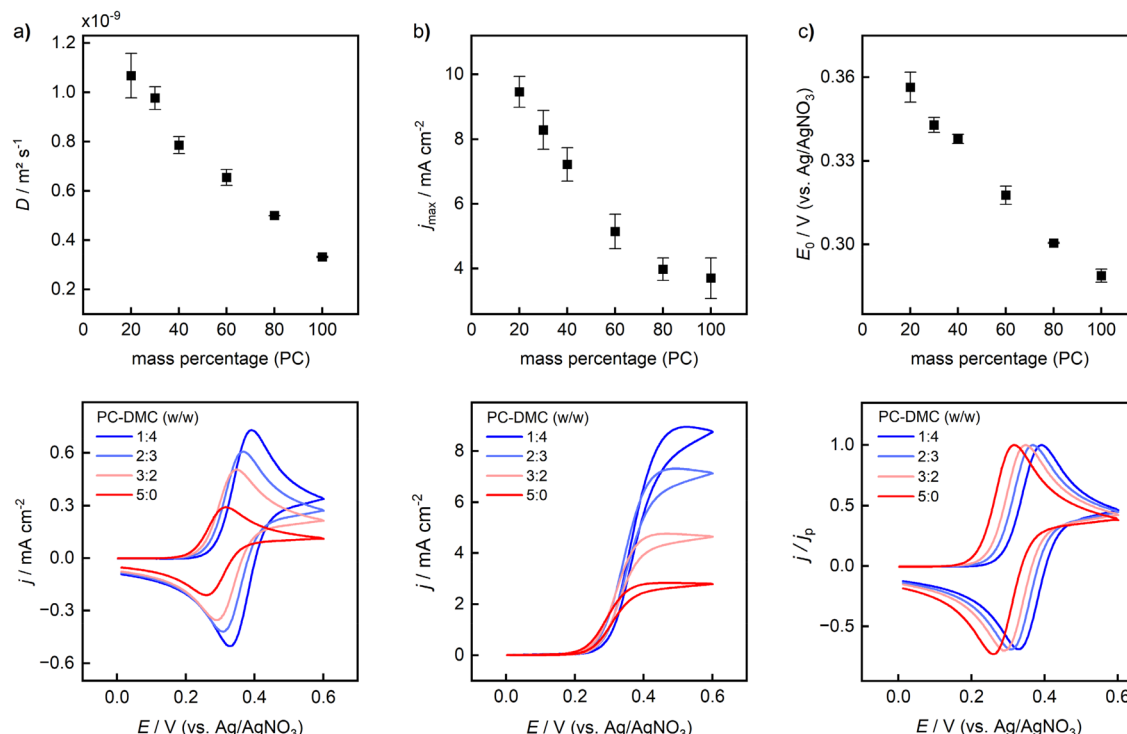 a)
x10⁻⁹
1.2
1.0
0.8
0.6
0.4
0.2
D / m² s⁻¹
0 20 40 60 80 100
mass percentage (PC)
b)
10
8
6
4
jmax / mA cm⁻²
0 20 40 60 80 100
mass percentage (PC)
c)
0.36
0.33
0.30
E₀ / V (vs. Ag/AgNO₃)
0 20 40 60 80 100
mass percentage (PC)
PC-DMC (w/w)
1:4
2:3
3:2
5:0
0.6
0.3
0.0
−0.3
−0.6
j / mA cm⁻²
0.0 0.2 0.4 0.6
E / V (vs. Ag/AgNO₃)
PC-DMC (w/w)
1:4
2:3
3:2
5:0
8
6
4
2
0
j / mA cm⁻²
0.0 0.2 0.4 0.6
E / V (vs. Ag/AgNO₃)
PC-DMC (w/w)
1:4
2:3
3:2
5:0
1.0
0.5
0.0
−0.5
j / jₚ
0.0 0.2 0.4 0.6
E / V (vs. Ag/AgNO₃)